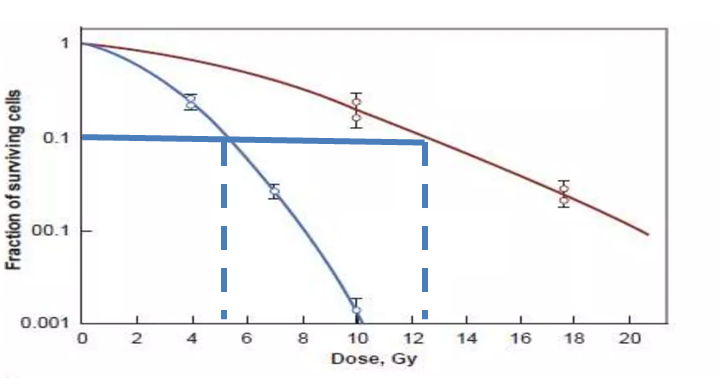 Fraction of surviving cells
1
0.1
00.1
0.001
0 2 4 6 8 10 12 14 16 18 20
Dose, Gy